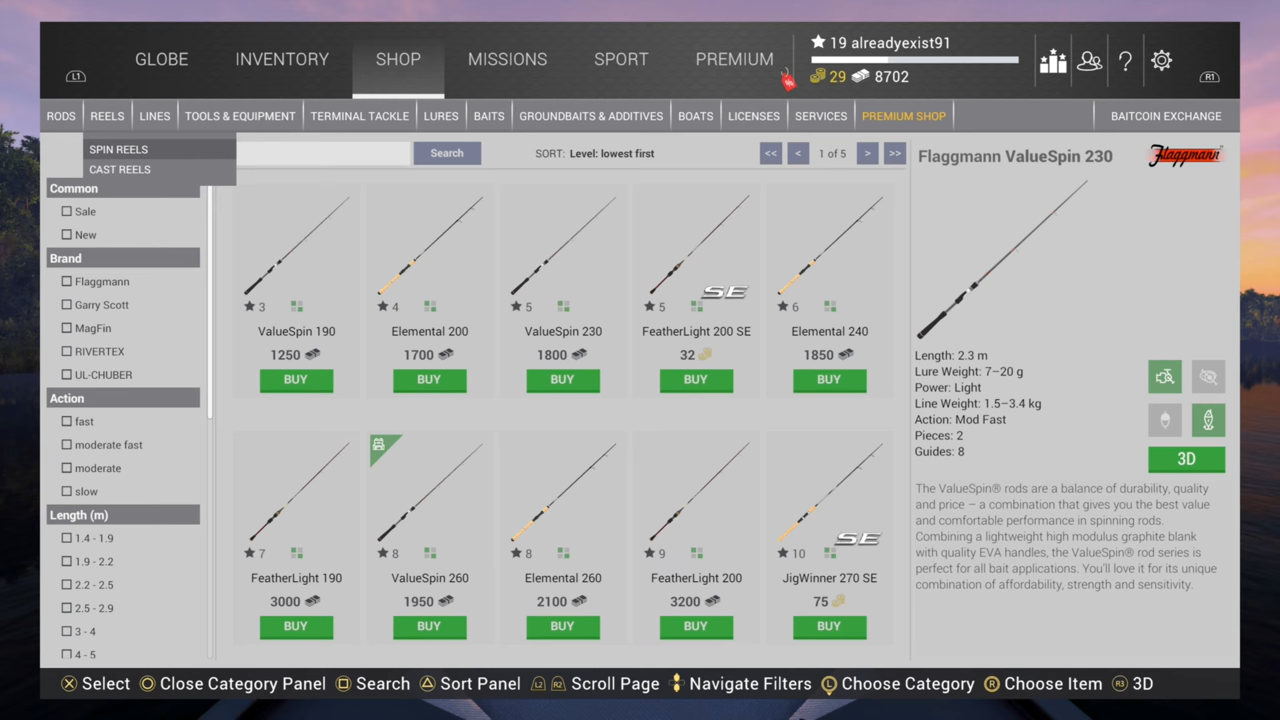 GLOBE
INVENTORY
SHOP
MISSIONS
SPORT
PREMIUM
19 alreadyexist91
29 8702
L1
R1
RODS REELS LINES TOOLS & EQUIPMENT TERMINAL TACKLE LURES BAITS GROUNDBAITS & ADDITIVES BOATS LICENSES SERVICES PREMIUM SHOP BAITCOIN EXCHANGE
SPIN REELS
CAST REELS
Search
SORT: Level: lowest first
<< < 1 of 5 > >>
Common
Sale
New
Brand
Flaggmann
Garry Scott
MagFin
RIVERTEX
UL-CHUBER
Action
fast
moderate fast
moderate
slow
Length (m)
1.4 - 1.9
1.9 - 2.2
2.2 - 2.5
2.5 - 2.9
3 - 4
4 - 5
3
ValueSpin 190
1250
BUY
4
Elemental 200
1700
BUY
5
ValueSpin 230
1800
BUY
SE
5
FeatherLight 200 SE
32
BUY
6
Elemental 240
1850
BUY
7
FeatherLight 190
3000
BUY
8
ValueSpin 260
1950
BUY
8
Elemental 260
2100
BUY
9
FeatherLight 200
3200
BUY
SE
10
JigWinner 270 SE
75
BUY
Flaggmann ValueSpin 230
Flaggmann
Length: 2.3 m
Lure Weight: 7–20 g
Power: Light
Line Weight: 1.5–3.4 kg
Action: Mod Fast
Pieces: 2
Guides: 8
3D
The ValueSpin® rods are a balance of durability, quality
and price – a combination that gives you the best value
and comfortable performance in spinning rods.
Combining a lightweight high modulus graphite blank
with quality EVA handles, the ValueSpin® rod series is
perfect for all bait applications. You'll love it for its unique
combination of affordability, strength and sensitivity.
Select Close Category Panel Search Sort Panel L2 R2 Scroll Page Navigate Filters L Choose Category R Choose Item R3 3D